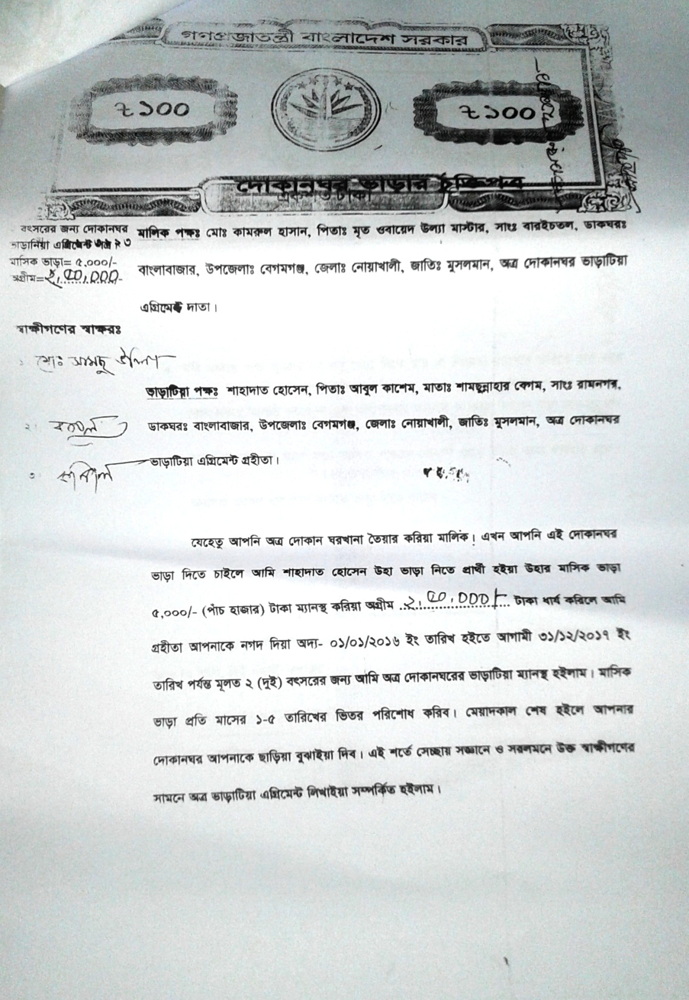 গণপ্রজাতন্ত্রী বাংলাদেশ সরকার
৳১০০
৳১০০
দোকানঘর ভাড়ার চুক্তিপত্র
একশত টাকা
বৎসরের জন্য দোকানঘর
ভাড়ানিয়া এগ্রিমেন্ট
মাসিক ভাড়া= ৫,০০০/-
অগ্রীম=২,৫০,০০০/-
মালিক পক্ষঃ মোঃ কামরুল হাসান, পিতাঃ মৃত ওবায়েদ উল্যা মাস্টার, সাংঃ বারইচতল, ডাকঘরঃ
বাংলাবাজার, উপজেলাঃ বেগমগঞ্জ, জেলাঃ নোয়াখালী, জাতিঃ মুসলমান, অত্র দোকানঘর ভাড়াটিয়া
এগ্রিমেন্ট দাতা।
স্বাক্ষীগণের স্বাক্ষরঃ
১ মোঃ সামছু উলিল্যা
ভাড়াটিয়া পক্ষঃ শাহাদাত হোসেন, পিতাঃ আবুল কাশেম, মাতাঃ শামছুন্নাহার বেগম, সাংঃ রামনগর,
২।
ডাকঘরঃ বাংলাবাজার, উপজেলাঃ বেগমগঞ্জ, জেলাঃ নোয়াখালী, জাতিঃ মুসলমান, অত্র দোকানঘর
ভাড়াটিয়া এগ্রিমেন্ট গ্রহীতা।
৩
যেহেতু আপনি অত্র দোকান ঘরখানা তৈয়ার করিয়া মালিক। এখন আপনি এই দোকানঘর
ভাড়া দিতে চাইলে আমি শাহাদাত হোসেন উহা ভাড়া নিতে প্রার্থী হইয়া উহার মাসিক ভাড়া
৫,০০০/- (পাঁচ হাজার) টাকা ম্যানস্থ করিয়া অগ্রীম ..২,৫০,০০০/-... টাকা ধার্য করিলে আমি
গ্রহীতা আপনাকে নগদ দিয়া অদ্য- ০১/০১/২০১৬ ইং তারিখ হইতে আগামী ৩১/১২/২০১৭ ইং
তারিখ পর্যন্ত মূলত ২ (দুই) বৎসরের জন্য আমি অত্র দোকানঘরের ভাড়াটিয়া ম্যানস্থ হইলাম। মাসিক
ভাড়া প্রতি মাসের ১-৫ তারিখের ভিতর পরিশোধ করিব। মেয়াদকাল শেষ হইলে আপনার
দোকানঘর আপনাকে ছাড়িয়া বুঝাইয়া দিব। এই শর্তে সেচ্ছায় সজ্ঞানে ও সরলমনে উক্ত স্বাক্ষীগণের
সামনে অত্র ভাড়াটিয়া এগ্রিমেন্ট লিখাইয়া সম্পর্কিত হইলাম।